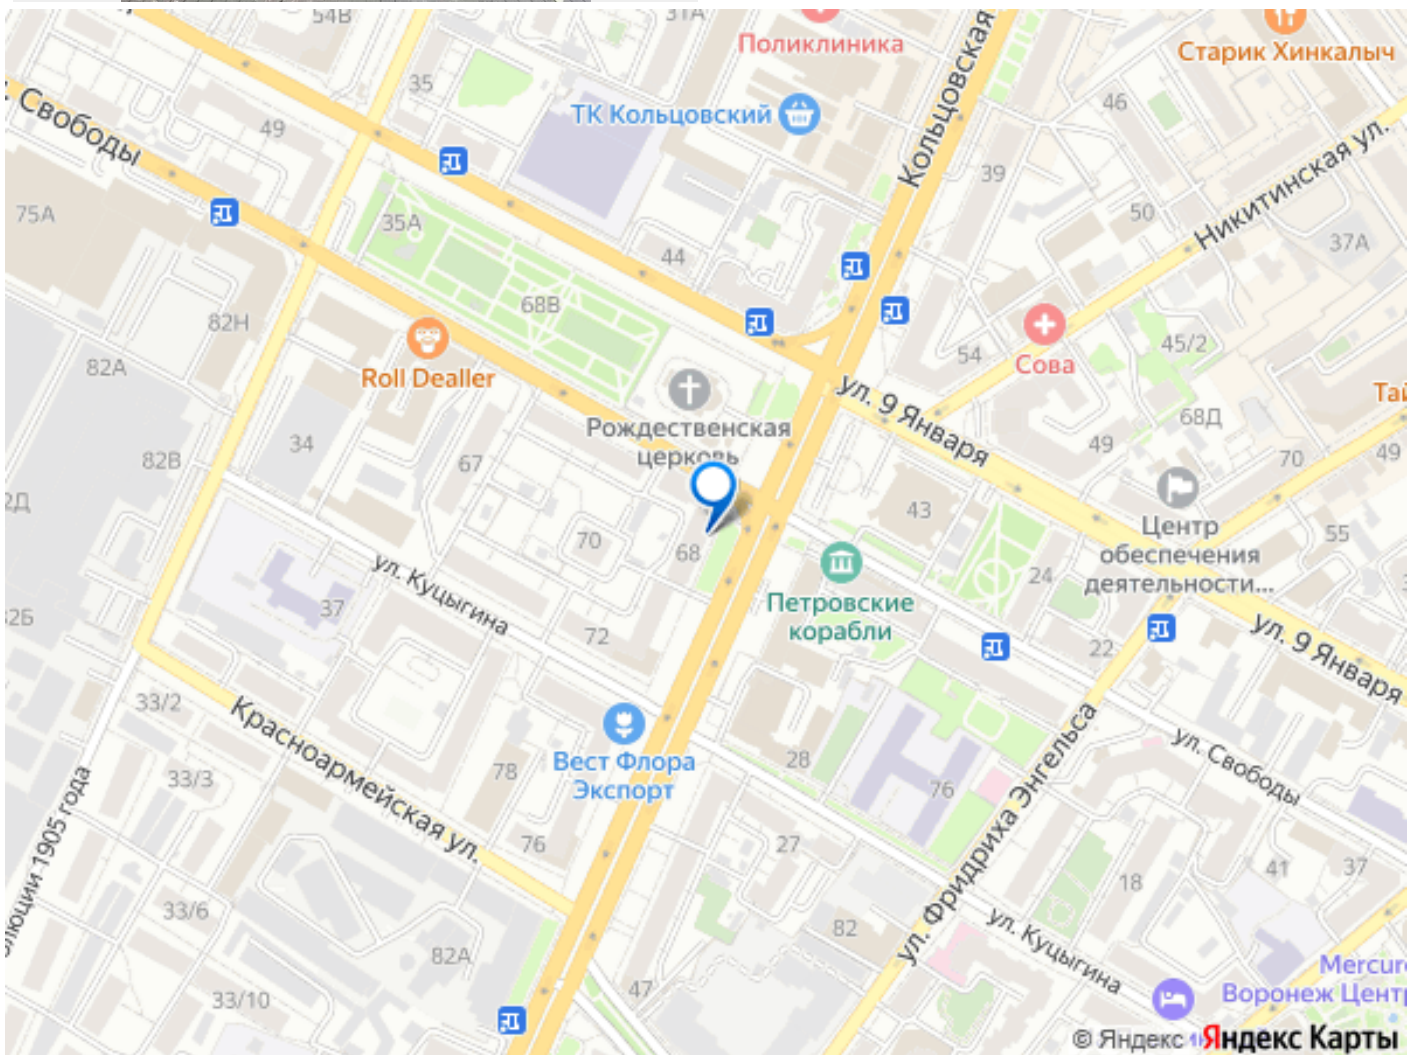 54В
31А
Поликлиника
Кольцовская
Старик Хинкалыч
35
ТК Кольцовский
46
Свободы
49
39
Никитинская ул.
75А
35А
50
37А
44
68В
82Н
54
45/2
Сова
82А
Roll Dealler
ул. 9 Января
Рождественская
церковь
68Д
34
49
70
49
82В
67
43
Центр
обеспечения
деятельности...
55
70
68
ул. Куцыгина
24
Петровские
корабли
37
72
22
ул. 9 Января
33/2
Красноармейская ул.
Вест Флора
Экспорт
28
ул. Свободы
33/3
78
76
ул. Фридриха Энгельса
76
27
41
37
18
33/6
82
ул. Куцыгина
82А
47
33/10
Mercure
Воронеж Центр
© Яндекс
Яндекс Карты